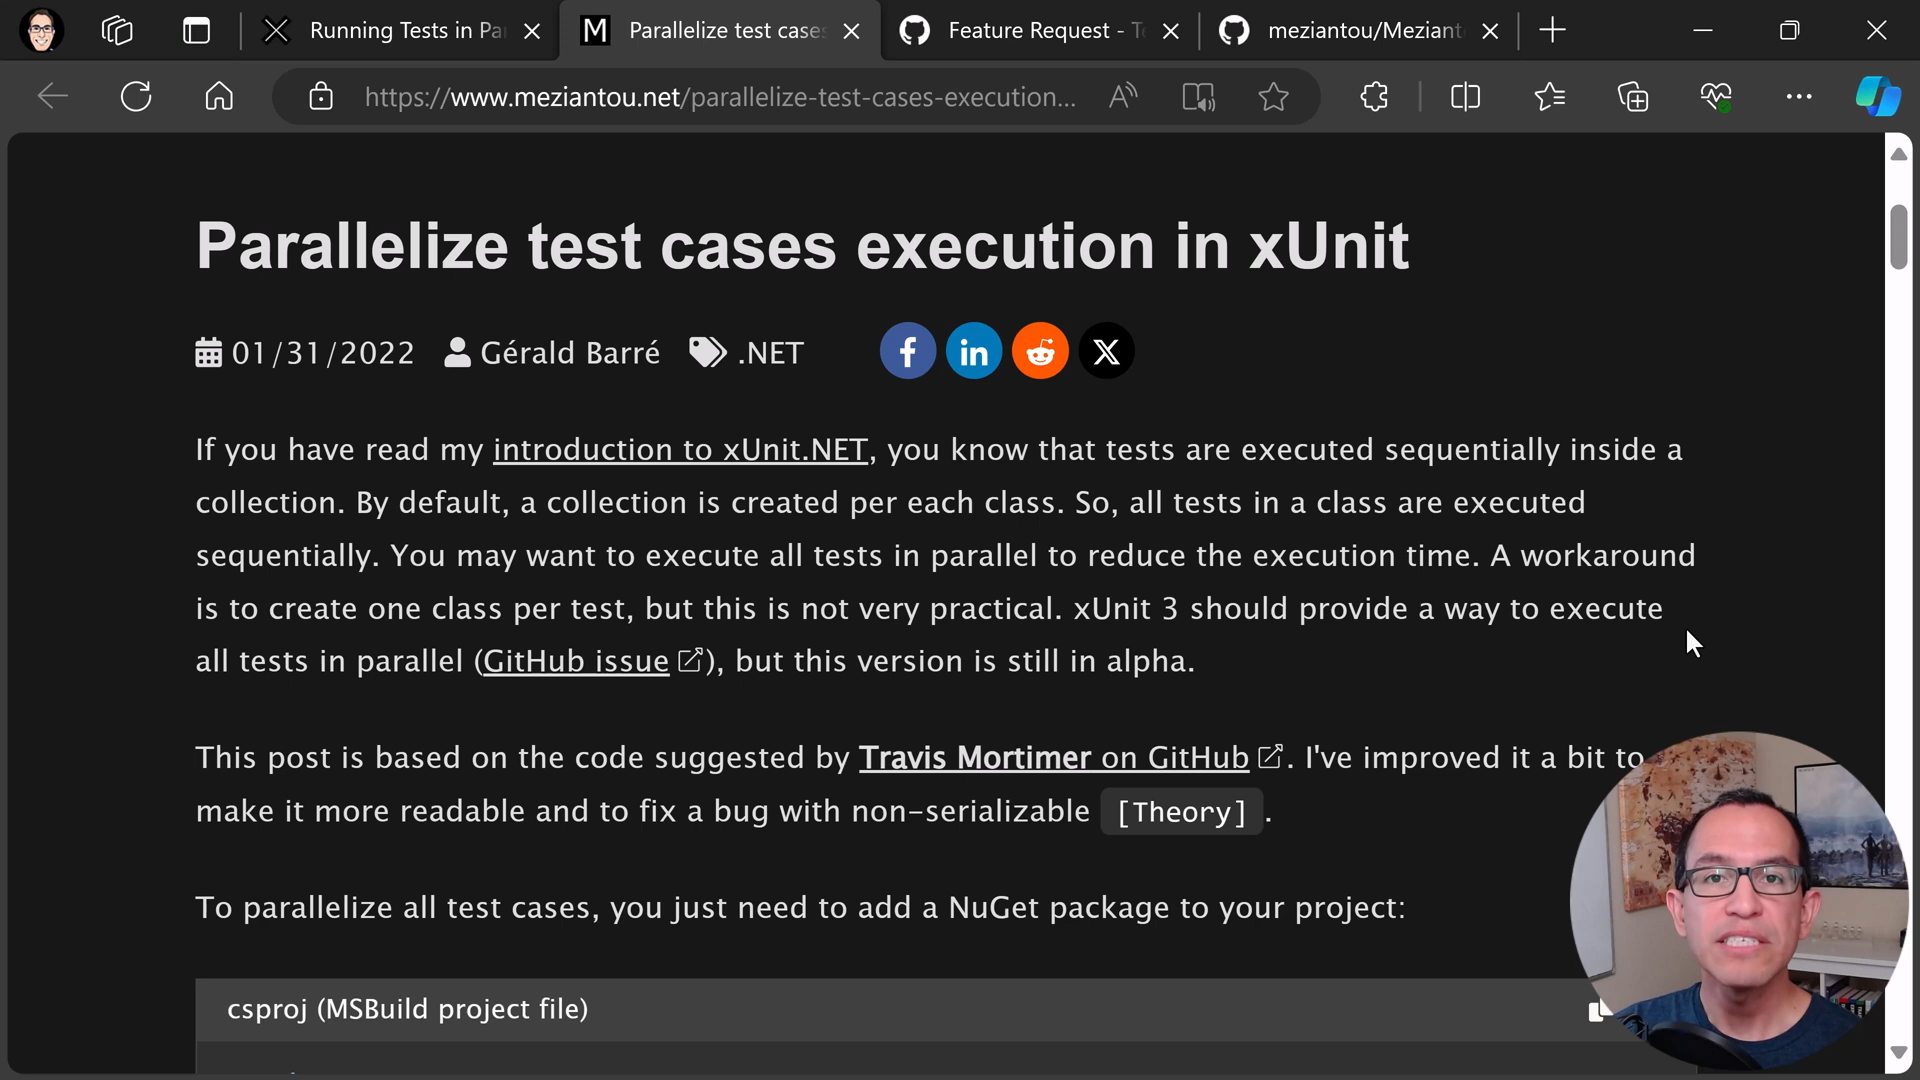 Running Tests in Pa
Parallelize test cases
Feature Request - Te
meziantou/Meziant
https://www.meziantou.net/parallelize-test-cases-execution...
Parallelize test cases execution in xUnit
01/31/2022 Gérald Barré .NET
If you have read my introduction to xUnit.NET, you know that tests are executed sequentially inside a
collection. By default, a collection is created per each class. So, all tests in a class are executed
sequentially. You may want to execute all tests in parallel to reduce the execution time. A workaround
is to create one class per test, but this is not very practical. xUnit 3 should provide a way to execute
all tests in parallel (GitHub issue), but this version is still in alpha.
This post is based on the code suggested by Travis Mortimer on GitHub. I've improved it a bit to
make it more readable and to fix a bug with non-serializable [Theory].
To parallelize all test cases, you just need to add a NuGet package to your project:
csproj (MSBuild project file)